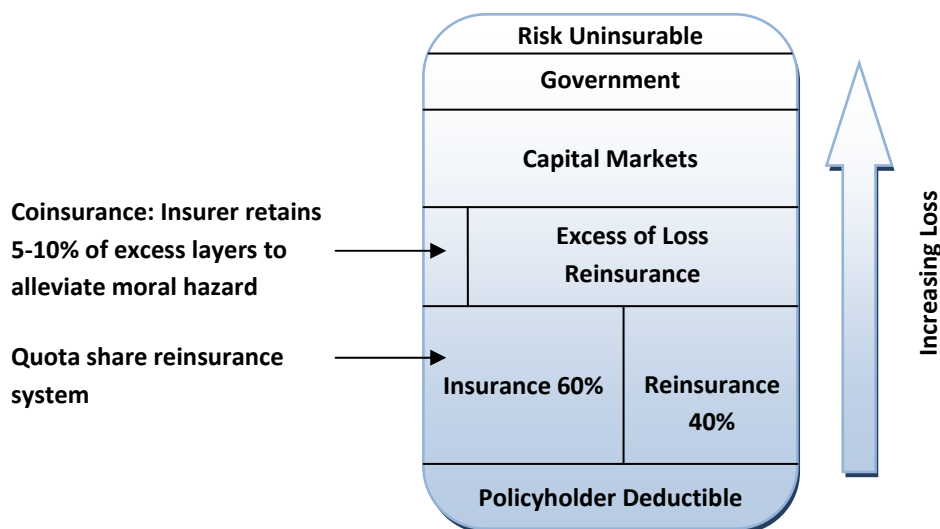 Risk Uninsurable
Government
Capital Markets
Coinsurance: Insurer retains
5-10% of excess layers to
alleviate moral hazard
Excess of Loss
Reinsurance
Quota share reinsurance
system
Insurance 60%
Reinsurance
40%
Policyholder Deductible
Increasing Loss